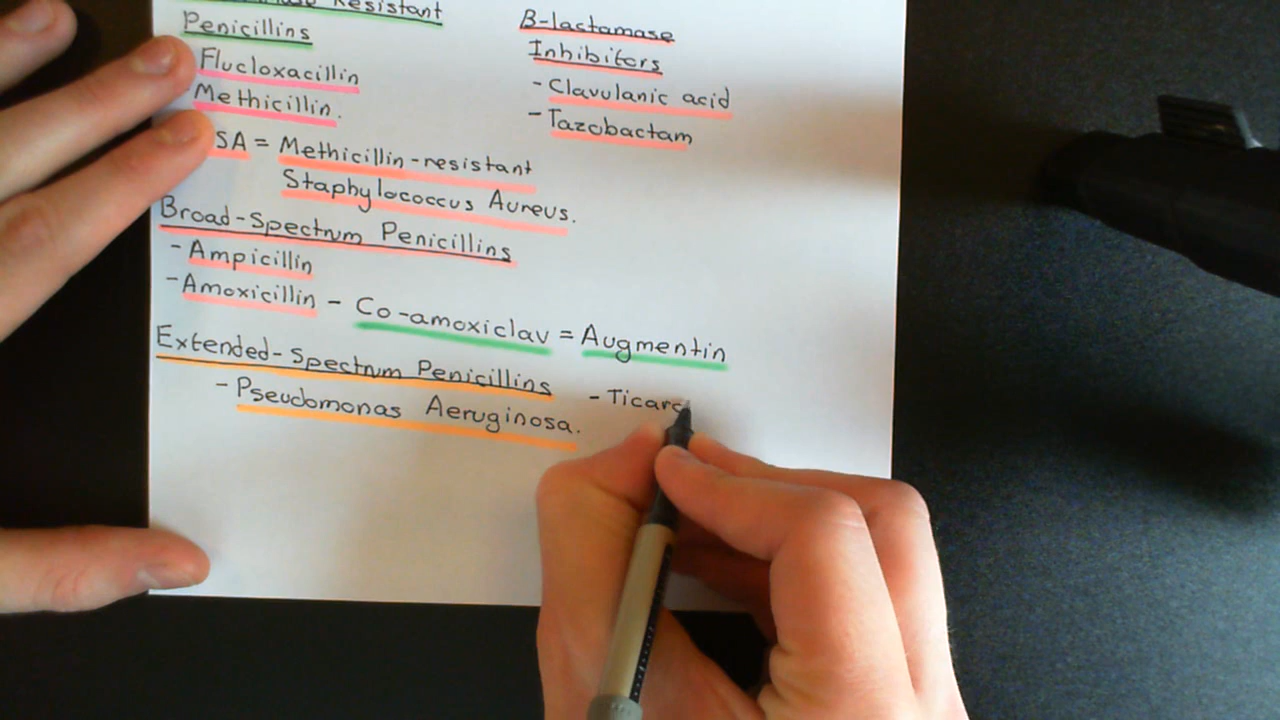 Resistant
Penicillins
Flucloxacillin
-Methicillin.
SA = Methicillin-resistant
Staphylococcus Aureus.
Broad-Spectrum Penicillins
-Ampicillin
-Amoxicillin - Co-amoxiclav = Augmentin
Extended-Spectrum Penicillins
-Pseudomonas Aeruginosa.
-Ticarc
β-lactamase
Inhibitors
-Clavulanic acid
-Tazobactam